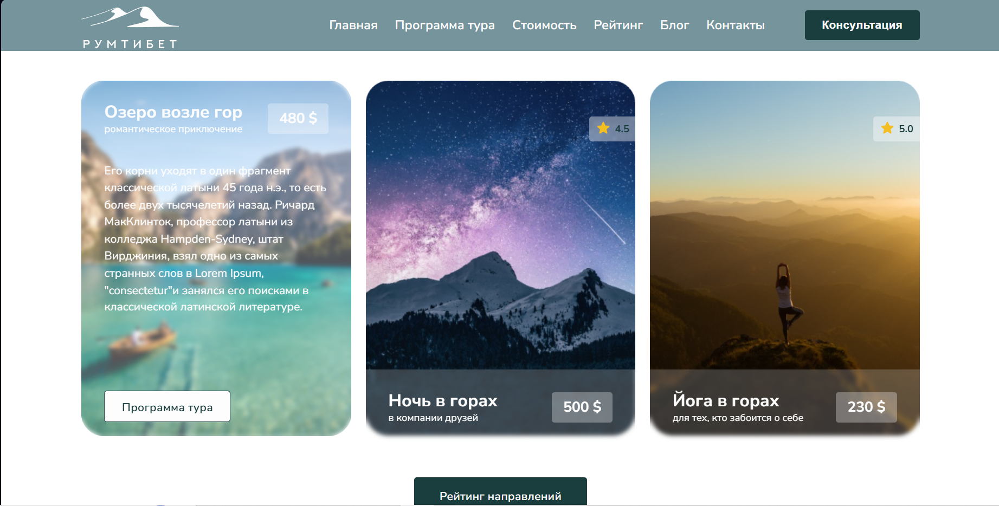 РУМТИБЕТ
Главная
Программа тура
Стоимость
Рейтинг
Блог
Контакты
Консультация
Озеро возле гор
романтическое приключение
480 $
Его корни уходят в один фрагмент
классической латыни 45 года н.э., то есть
более двух тысячелетий назад. Ричард
МакКлинток, профессор латыни из
колледжа Hampden-Sydney, штат
Вирджиния, взял одно из самых
странных слов в Lorem Ipsum,
"consectetur"и занялся его поисками в
классической латинской литературе.
Программа тура
4.5
Ночь в горах
в компании друзей
500 $
5.0
Йога в горах
для тех, кто забоится о себе
230 $
Рейтинг направлений